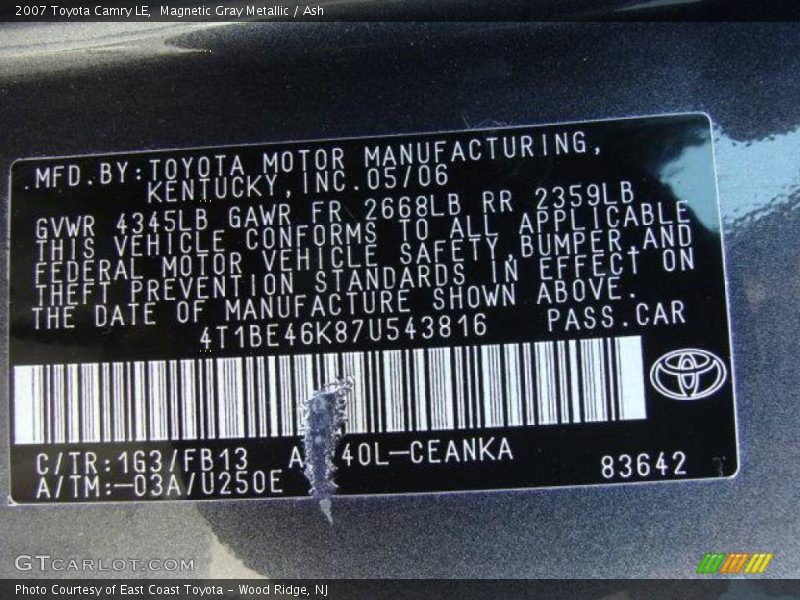 2007 Toyota Camry LE, Magnetic Gray Metallic / Ash
.MFD.BY:TOYOTA MOTOR MANUFACTURING,
KENTUCKY,INC.05/06
GVWR 4345LB GAWR FR 2668LB RR 2359LB
THIS VEHICLE CONFORMS TO ALL APPLICABLE
FEDERAL MOTOR VEHICLE SAFETY,BUMPER,AND
THEFT PREVENTION STANDARDS IN EFFECT ON
THE DATE OF MANUFACTURE SHOWN ABOVE.
4T1BE46K87U543816 PASS.CAR
C/TR:1G3/FB13 A 40L-CEANKA
A/TM:-03A/U250E 83642
GTCARLOT.COM
Photo Courtesy of East Coast Toyota - Wood Ridge, NJ